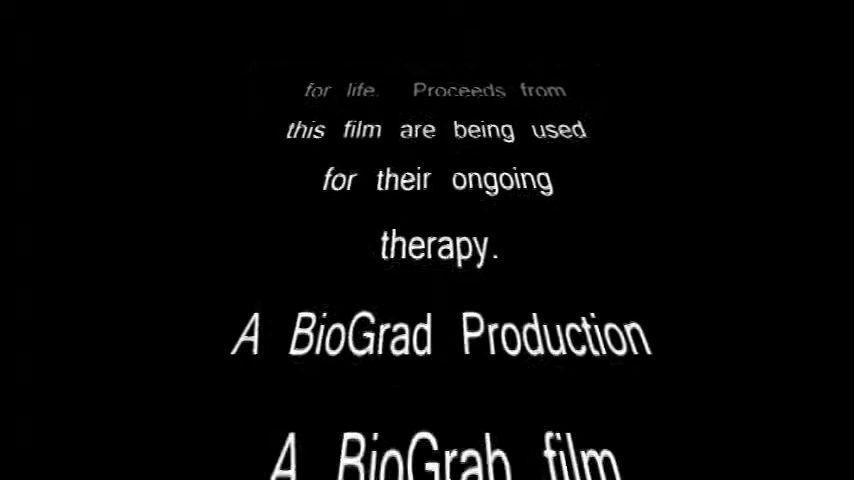 for life. Proceeds from
this film are being used
for their ongoing
therapy.
A BioGrad Production
A BioGrab film